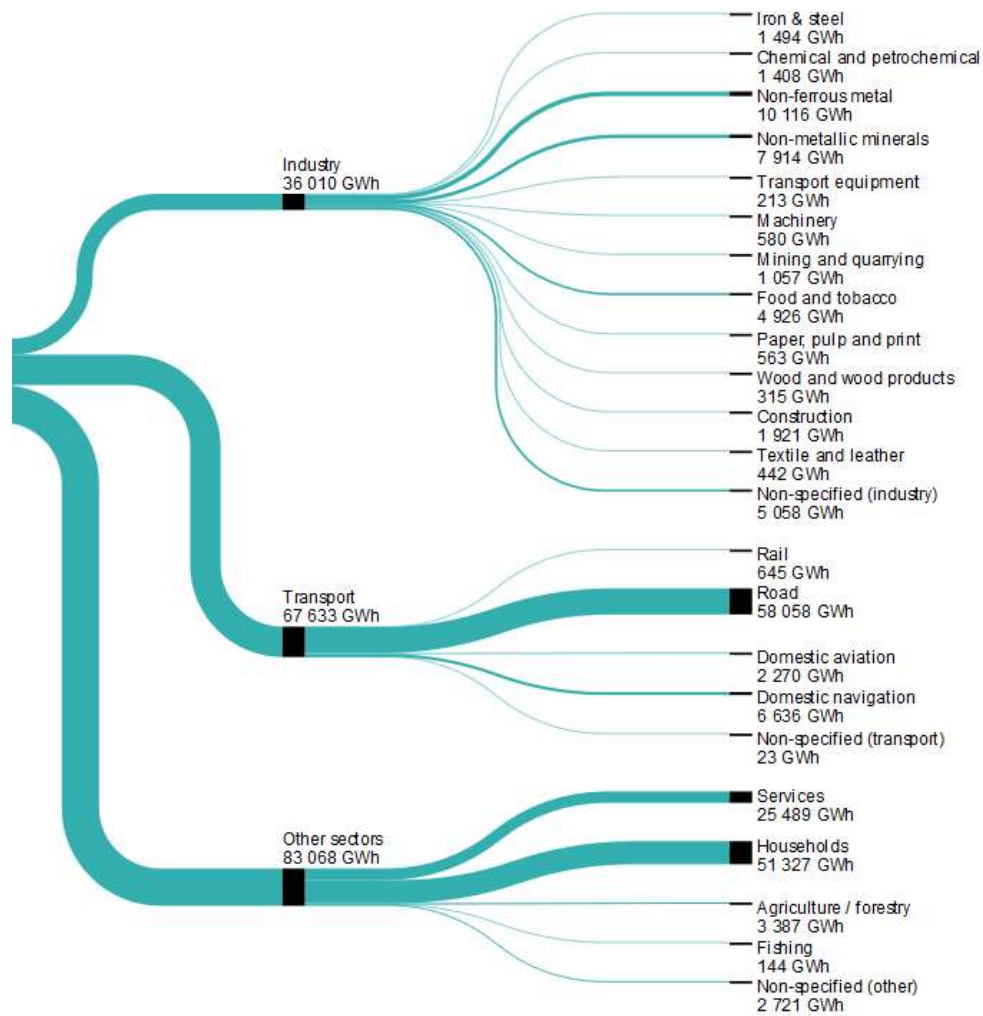 Iron & steel
1 494 GWh
Chemical and petrochemical
1 408 GWh
Non-ferrous metal
10 116 GWh
Non-metallic minerals
7 914 GWh
Industry
36 010 GWh
Transport equipment
213 GWh
Machinery
580 GWh
Mining and quarrying
1 057 GWh
Food and tobacco
4 926 GWh
Paper, pulp and print
563 GWh
Wood and wood products
315 GWh
Construction
1 921 GWh
Textile and leather
442 GWh
Non-specified (industry)
5 058 GWh
Rail
645 GWh
Transport
67 633 GWh
Road
58 058 GWh
Domestic aviation
2 270 GWh
Domestic navigation
6 636 GWh
Non-specified (transport)
23 GWh
Services
25 489 GWh
Other sectors
83 068 GWh
Households
51 327 GWh
Agriculture / forestry
3 387 GWh
Fishing
144 GWh
Non-specified (other)
2 721 GWh